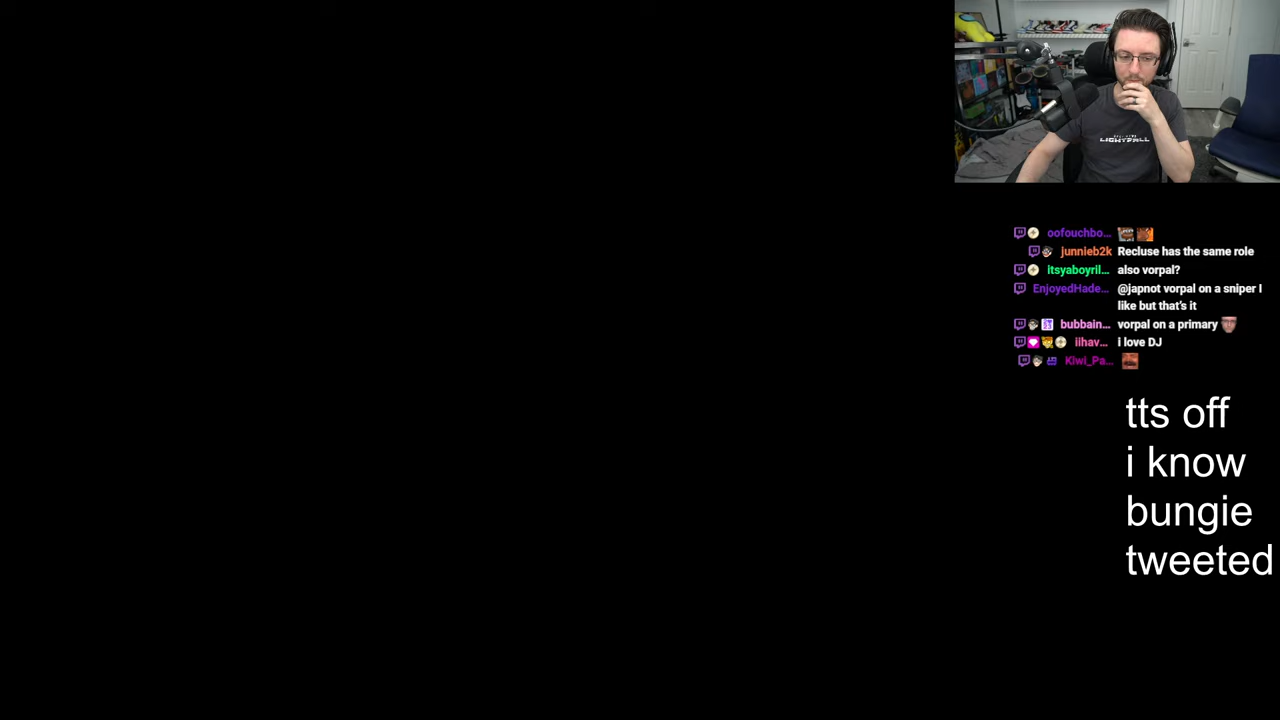 LIGHTFALL
oofouchbo...
junnieb2k Recluse has the same role
itsyaboyril... also vorpal?
EnjoyedHade... @japnot vorpal on a sniper I
like but that's it
bubbain... vorpal on a primary
iihav... i love DJ
Kiwi_Pa...
tts off
i know
bungie
tweeted